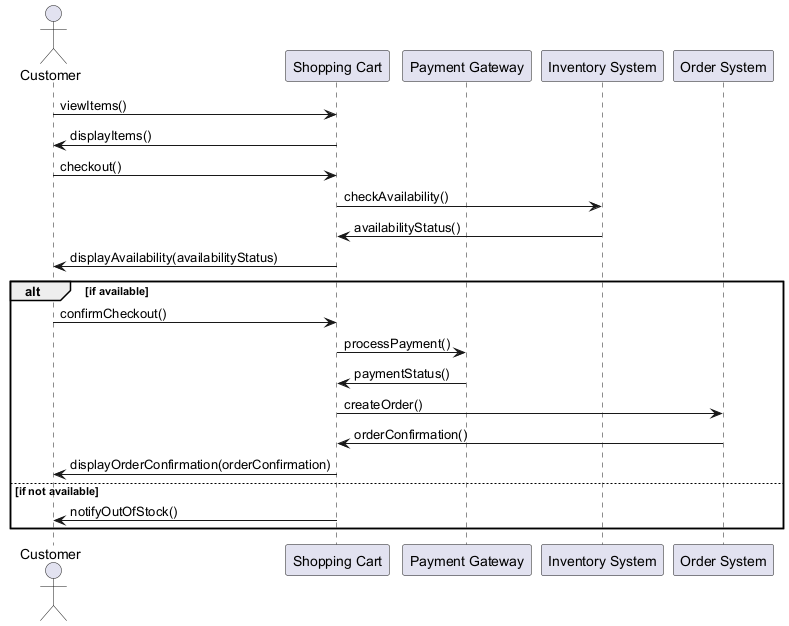 Customer
Shopping Cart
Payment Gateway
Inventory System
Order System
viewItems()
displayItems()
checkout()
checkAvailability()
availabilityStatus()
displayAvailability(availabilityStatus)
alt [if available]
confirmCheckout()
processPayment()
paymentStatus()
createOrder()
orderConfirmation()
displayOrderConfirmation(orderConfirmation)
[if not available]
notifyOutOfStock()
Customer
Shopping Cart
Payment Gateway
Inventory System
Order System